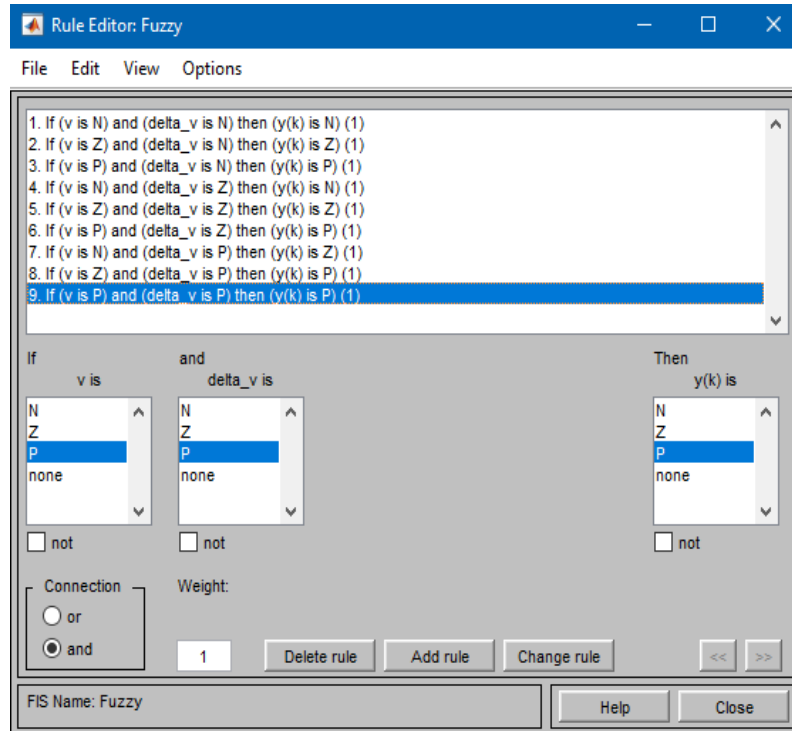 Rule Editor: Fuzzy
File Edit View Options
1. If (v is N) and (delta_v is N) then (y(k) is N) (1)
2. If (v is Z) and (delta_v is N) then (y(k) is Z) (1)
3. If (v is P) and (delta_v is N) then (y(k) is P) (1)
4. If (v is N) and (delta_v is Z) then (y(k) is N) (1)
5. If (v is Z) and (delta_v is Z) then (y(k) is Z) (1)
6. If (v is P) and (delta_v is Z) then (y(k) is P) (1)
7. If (v is N) and (delta_v is P) then (y(k) is Z) (1)
8. If (v is Z) and (delta_v is P) then (y(k) is P) (1)
9. If (v is P) and (delta_v is P) then (y(k) is P) (1)
If and Then
v is delta_v is y(k) is
N N N
Z Z Z
P P P
none none none
not not not
Connection Weight:
or
and 1 Delete rule Add rule Change rule << >>
FIS Name: Fuzzy Help Close